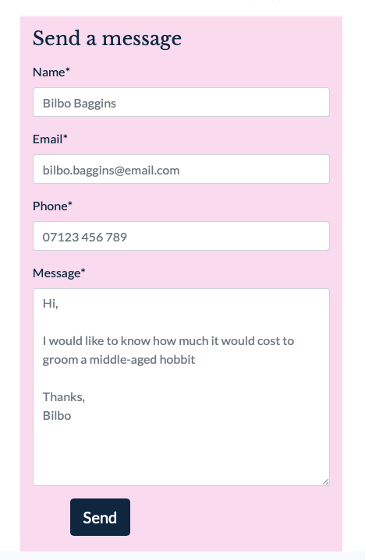 Send a message
Name*
Bilbo Baggins
Email*
bilbo.baggins@email.com
Phone*
07123 456 789
Message*
Hi,
I would like to know how much it would cost to
groom a middle-aged hobbit
Thanks,
Bilbo
Send